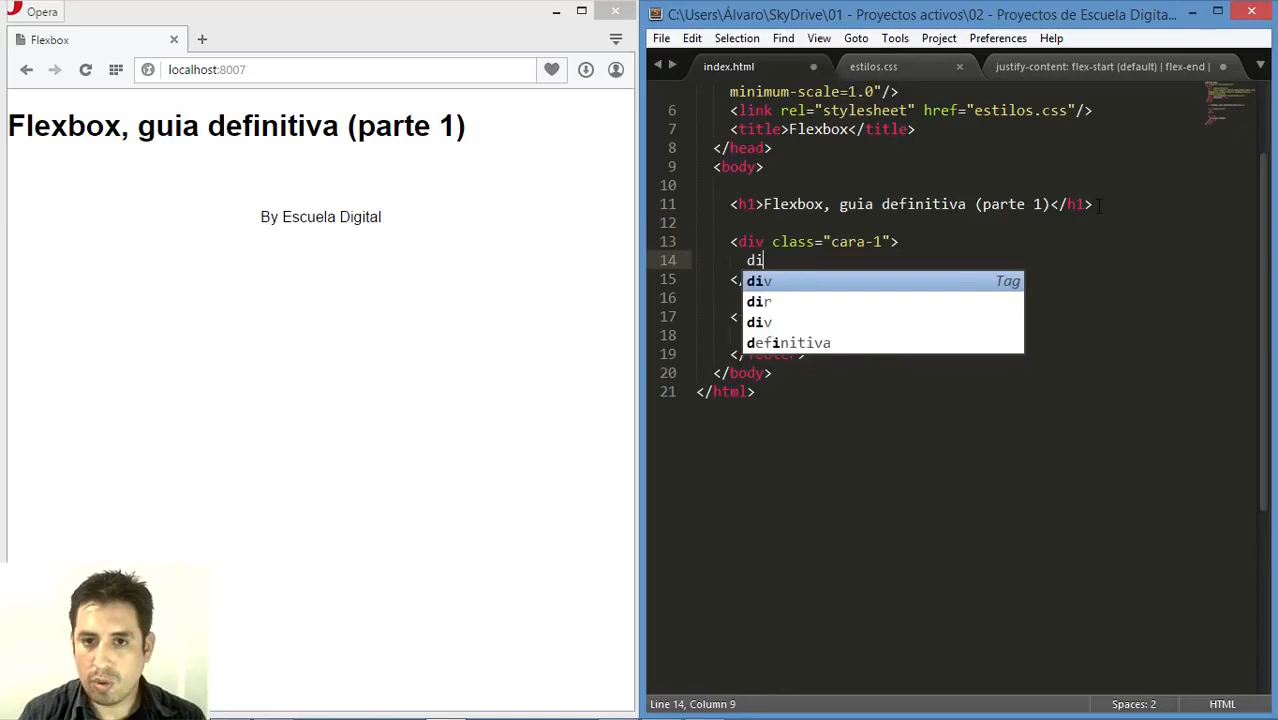 Opera
Flexbox
localhost:8007
Flexbox, guia definitiva (parte 1)
By Escuela Digital
C:\Users\Álvaro\SkyDrive\01 - Proyectos activos\02 - Proyectos de Escuela Digita...
File Edit Selection Find View Goto Tools Project Preferences Help
index.html estilos.css justify-content: flex-start (default) | flex-end |
minimum-scale=1.0"/>
6 <link rel="stylesheet" href="estilos.css"/>
7 <title>Flexbox</title>
8 </head>
9 <body>
10
11 <h1>Flexbox, guia definitiva (parte 1)</h1>
12
13 <div class="cara-1">
14 di
15 </
16
17 <
18
19 </footer>
20 </body>
21 </html>
div Tag
dir
div
definitiva
Line 14, Column 9 Spaces: 2 HTML